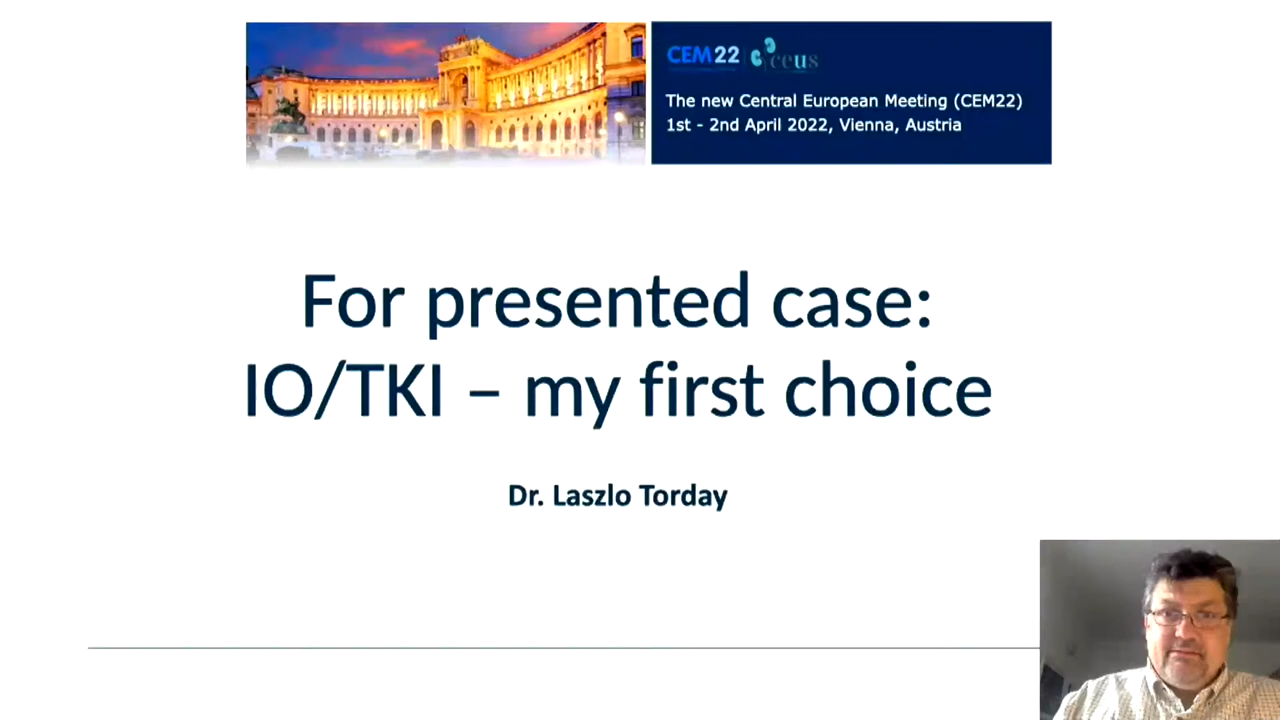 CEM22 ceus
The new Central European Meeting (CEM22)
1st - 2nd April 2022, Vienna, Austria
For presented case:
IO/TKI – my first choice
Dr. Laszlo Torday